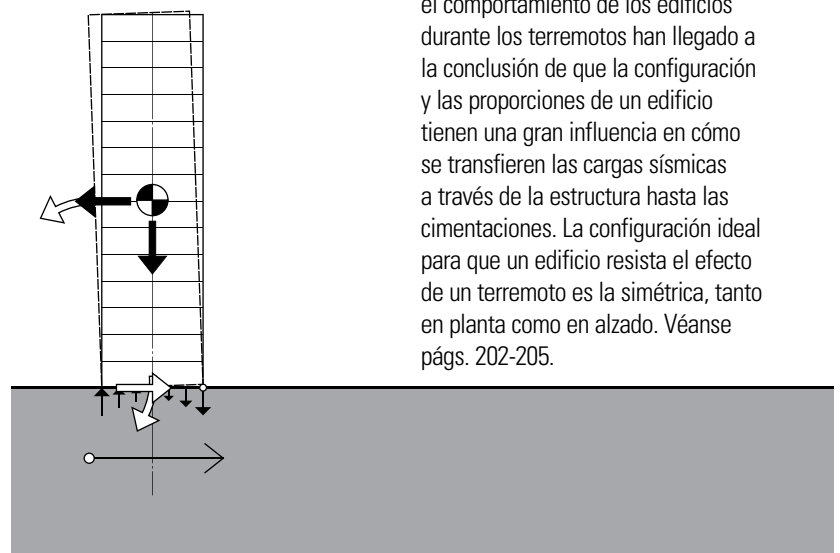 el comportamiento de los edificios
durante los terremotos han llegado a
la conclusión de que la configuración
y las proporciones de un edificio
tienen una gran influencia en cómo
se transfieren las cargas sísmicas
a través de la estructura hasta las
cimentaciones. La configuración ideal
para que un edificio resista el efecto
de un terremoto es la simétrica, tanto
en planta como en alzado. Véanse
págs. 202-205.